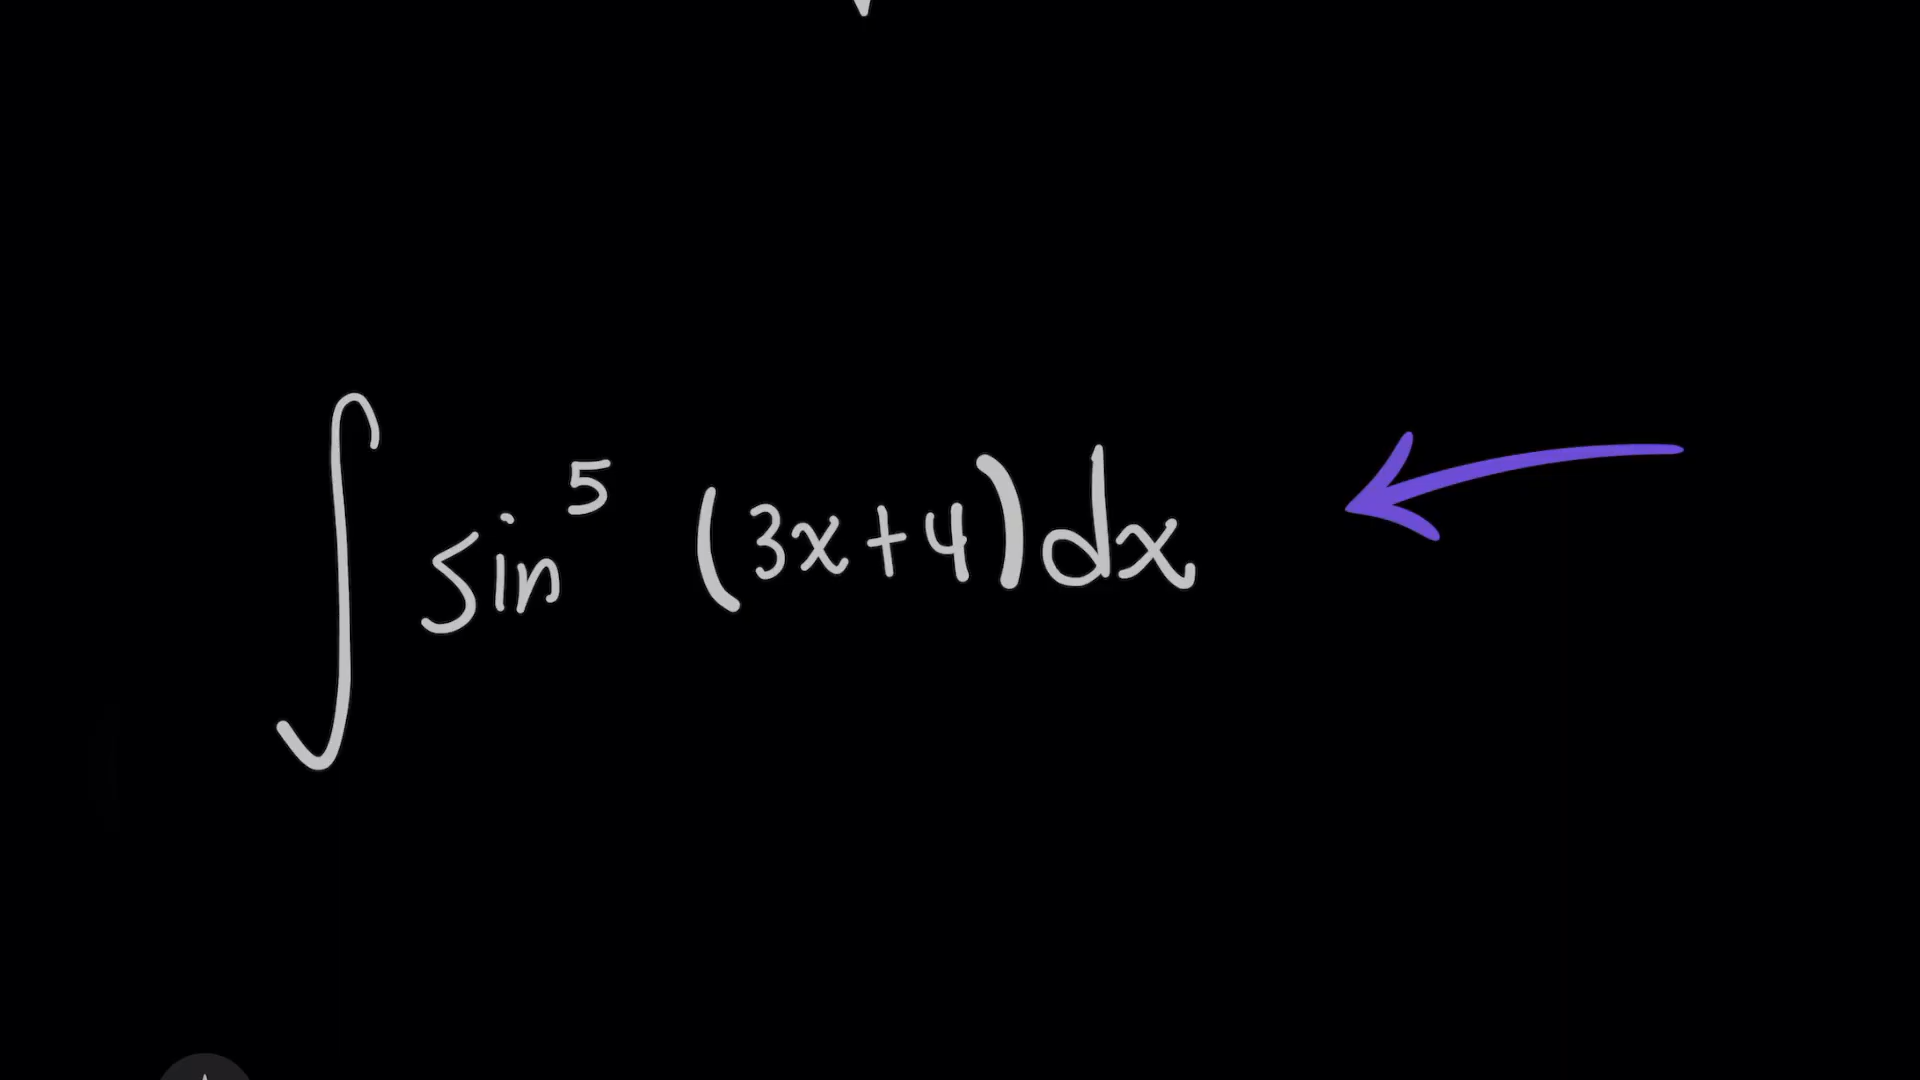 ∫ sin⁵ (3x+4)dx